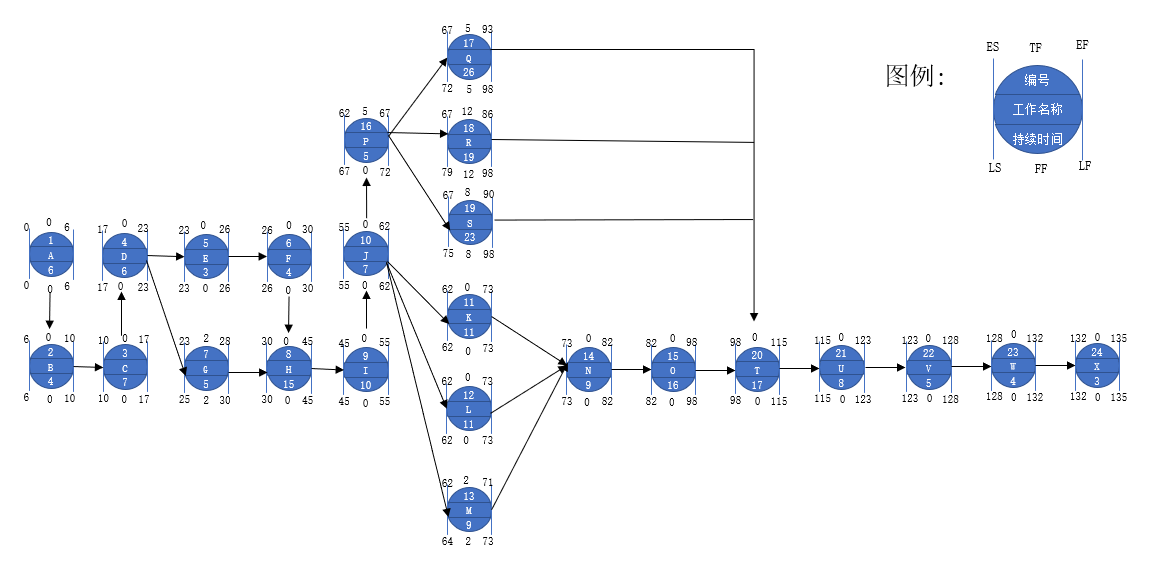 图例:
ES TF EF
编号
工作名称
持续时间
LS FF LF
67 5 93
17
Q
26
72 5 98
62 5 67
16
P
5
67 0 72
67 12 86
18
R
19
79 12 98
67 8 90
19
S
23
75 8 98
0 0 6
1
A
6
0 0 6
17 0 23
4
D
6
17 0 23
23 0 26
5
E
3
23 0 26
26 0 30
6
F
4
26 0 30
55 0 62
10
J
7
55 0 62
62 0 73
11
K
11
62 0 73
6 0 10
2
B
4
6 0 10
10 0 17
3
C
7
10 0 17
23 2 28
7
G
5
25 2 30
30 0 45
8
H
15
30 0 45
45 0 55
9
I
10
45 0 55
62 0 73
12
L
11
62 0 73
62 2 71
13
M
9
64 2 73
73 0 82
14
N
9
73 0 82
82 0 98
15
O
16
82 0 98
98 0 115
20
T
17
98 0 115
115 0 123
21
U
8
115 0 123
123 0 128
22
V
5
123 0 128
128 0 132
23
W
4
128 0 132
132 0 135
24
X
3
132 0 135